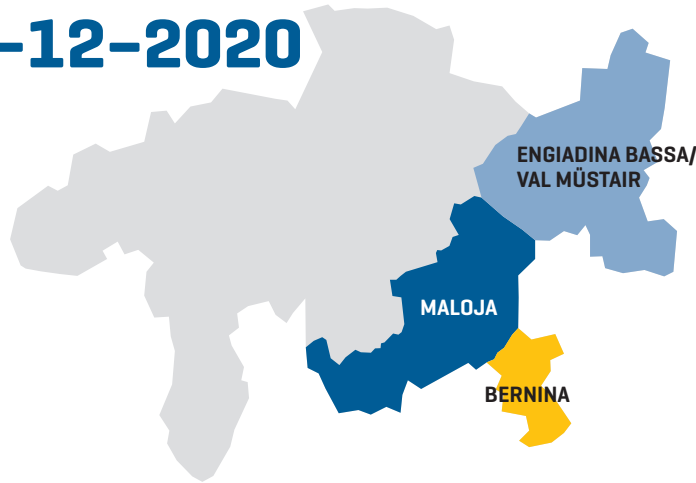 -12-2020
ENGIADINA BASSA/
VAL MÜSTAIR
MALOJA
BERNINA